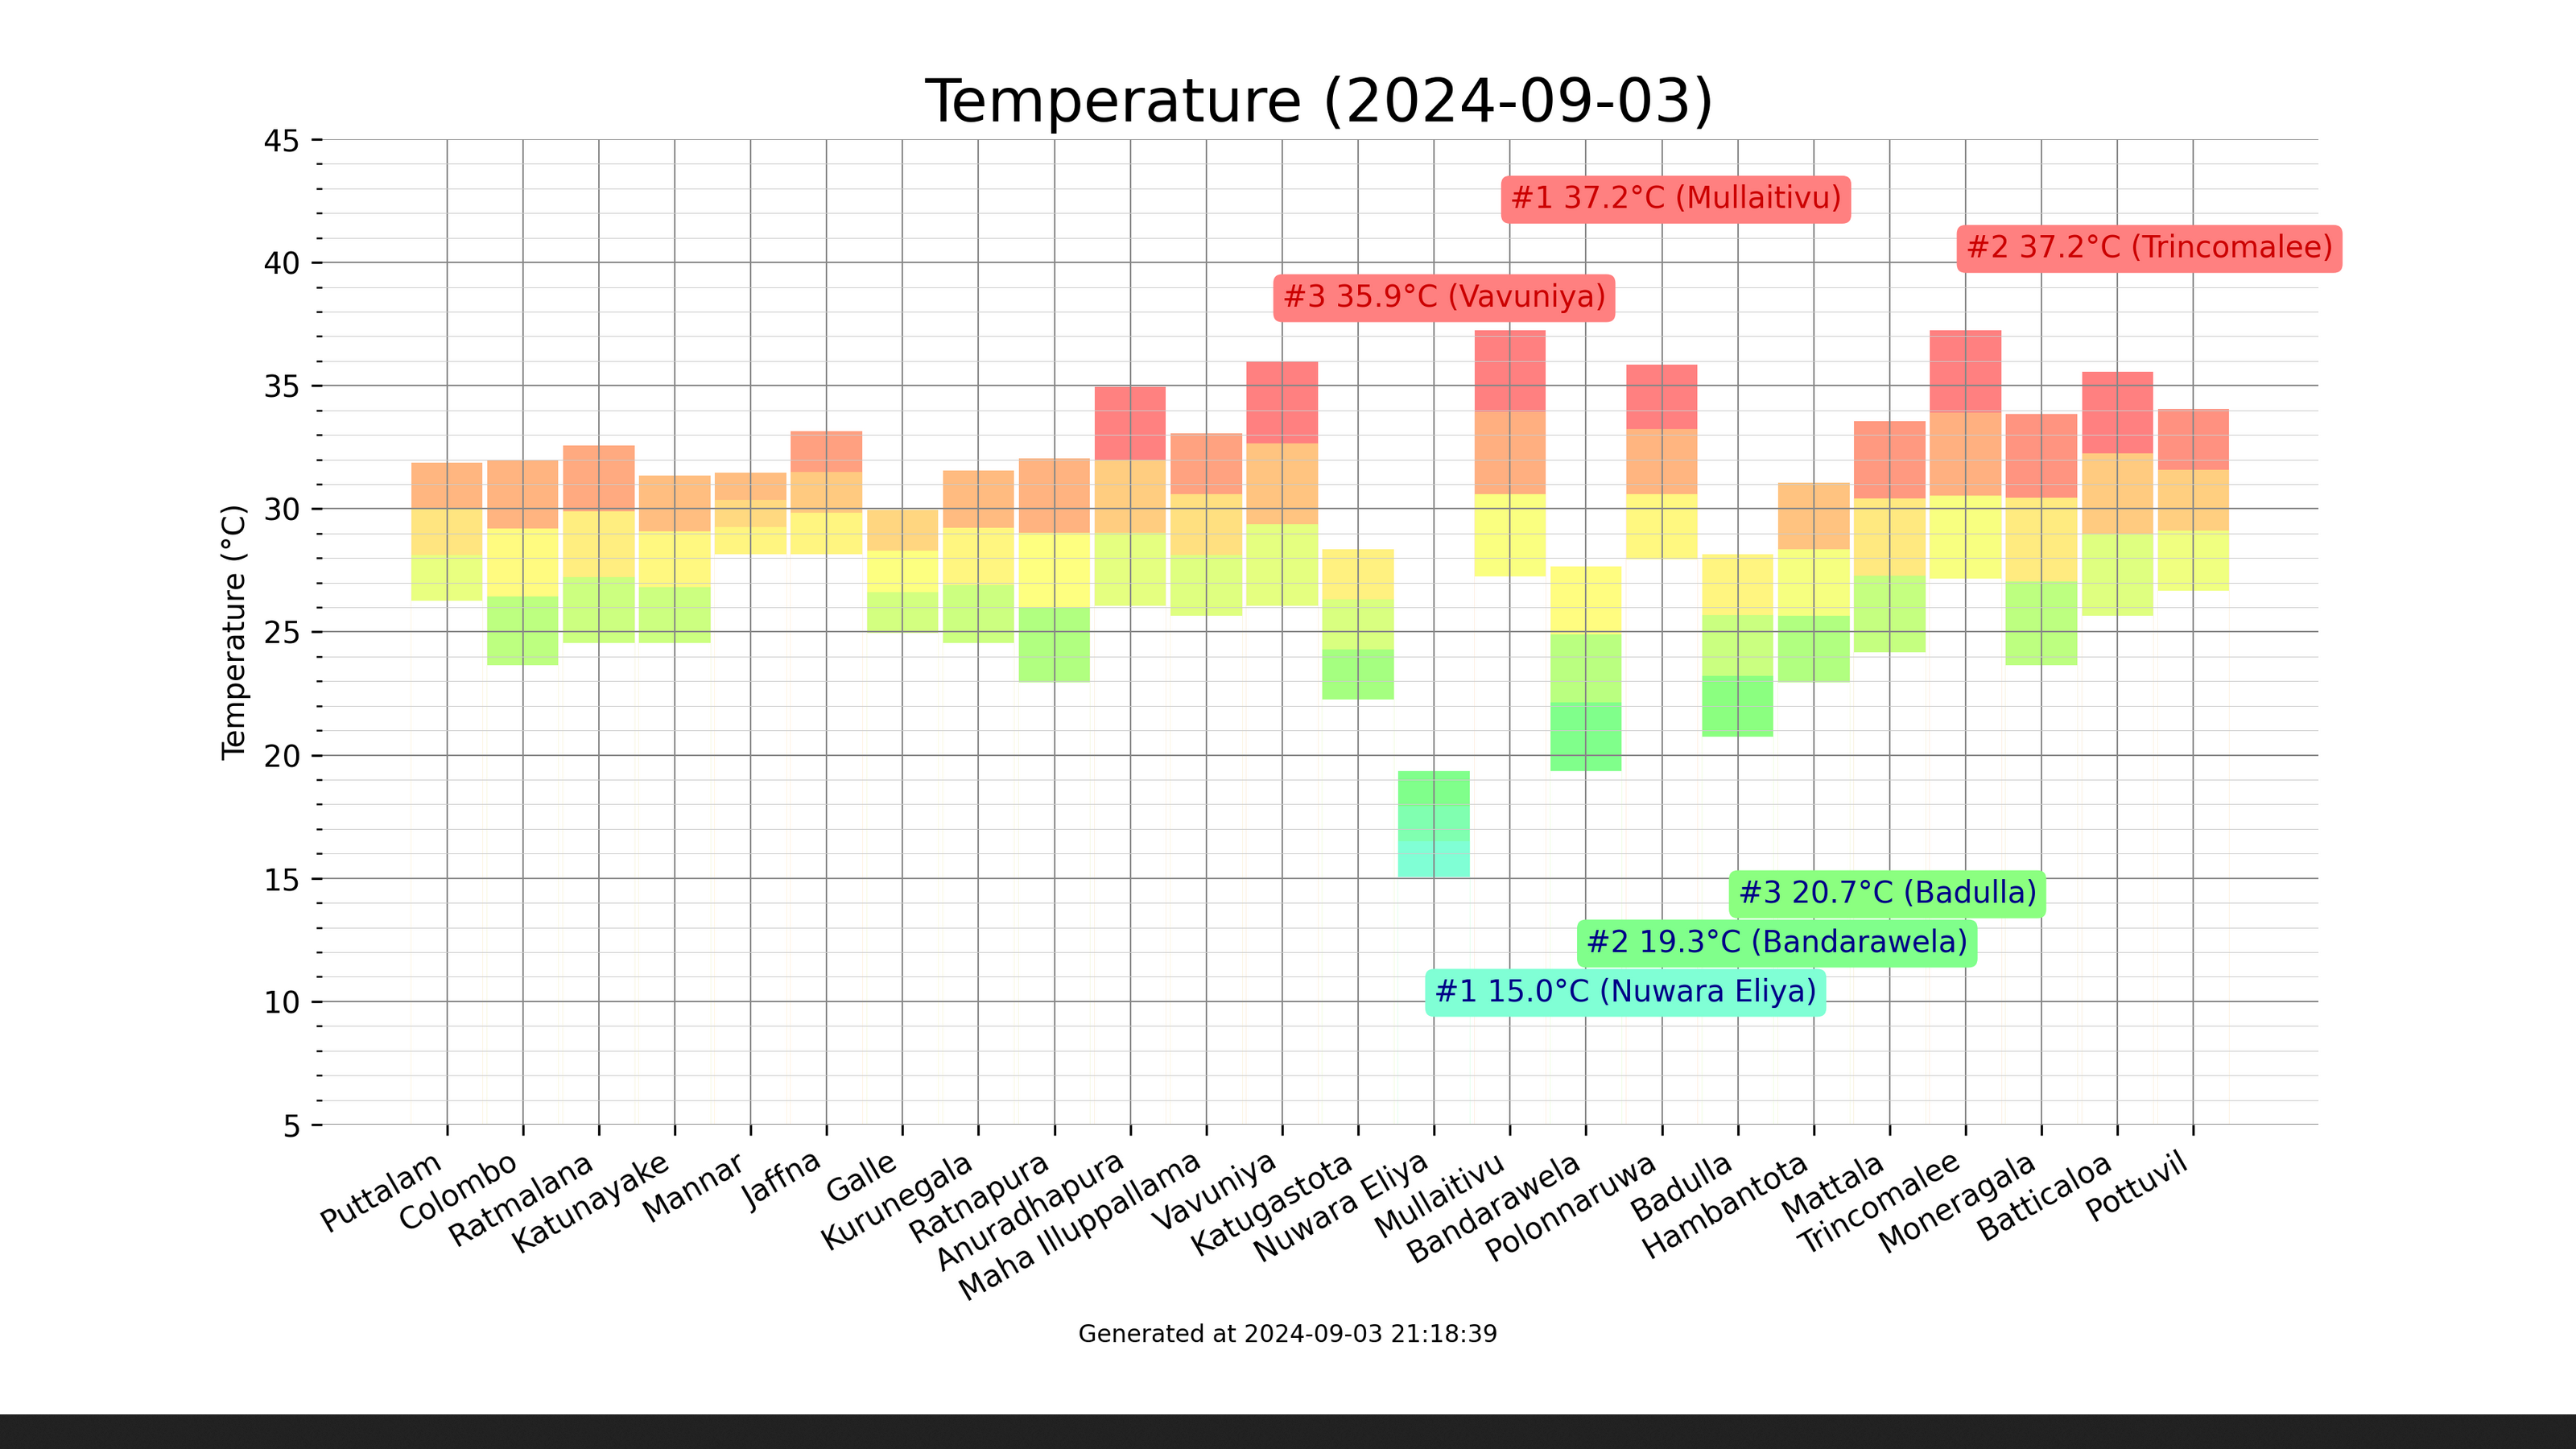 Temperature (2024-09-03)
45
40
35
30
25
20
15
10
5
Temperature (°C)
#1 37.2°C (Mullaitivu)
#2 37.2°C (Trincomalee)
#3 35.9°C (Vavuniya)
#3 20.7°C (Badulla)
#2 19.3°C (Bandarawela)
#1 15.0°C (Nuwara Eliya)
Puttalam
Colombo
Ratmalana
Katunayake
Mannar
Jaffna
Galle
Kurunegala
Ratnapura
Anuradhapura
Maha Illuppallama
Vavuniya
Katugastota
Nuwara Eliya
Mullaitivu
Bandarawela
Polonnaruwa
Badulla
Hambantota
Mattala
Trincomalee
Moneragala
Batticaloa
Pottuvil
Generated at 2024-09-03 21:18:39